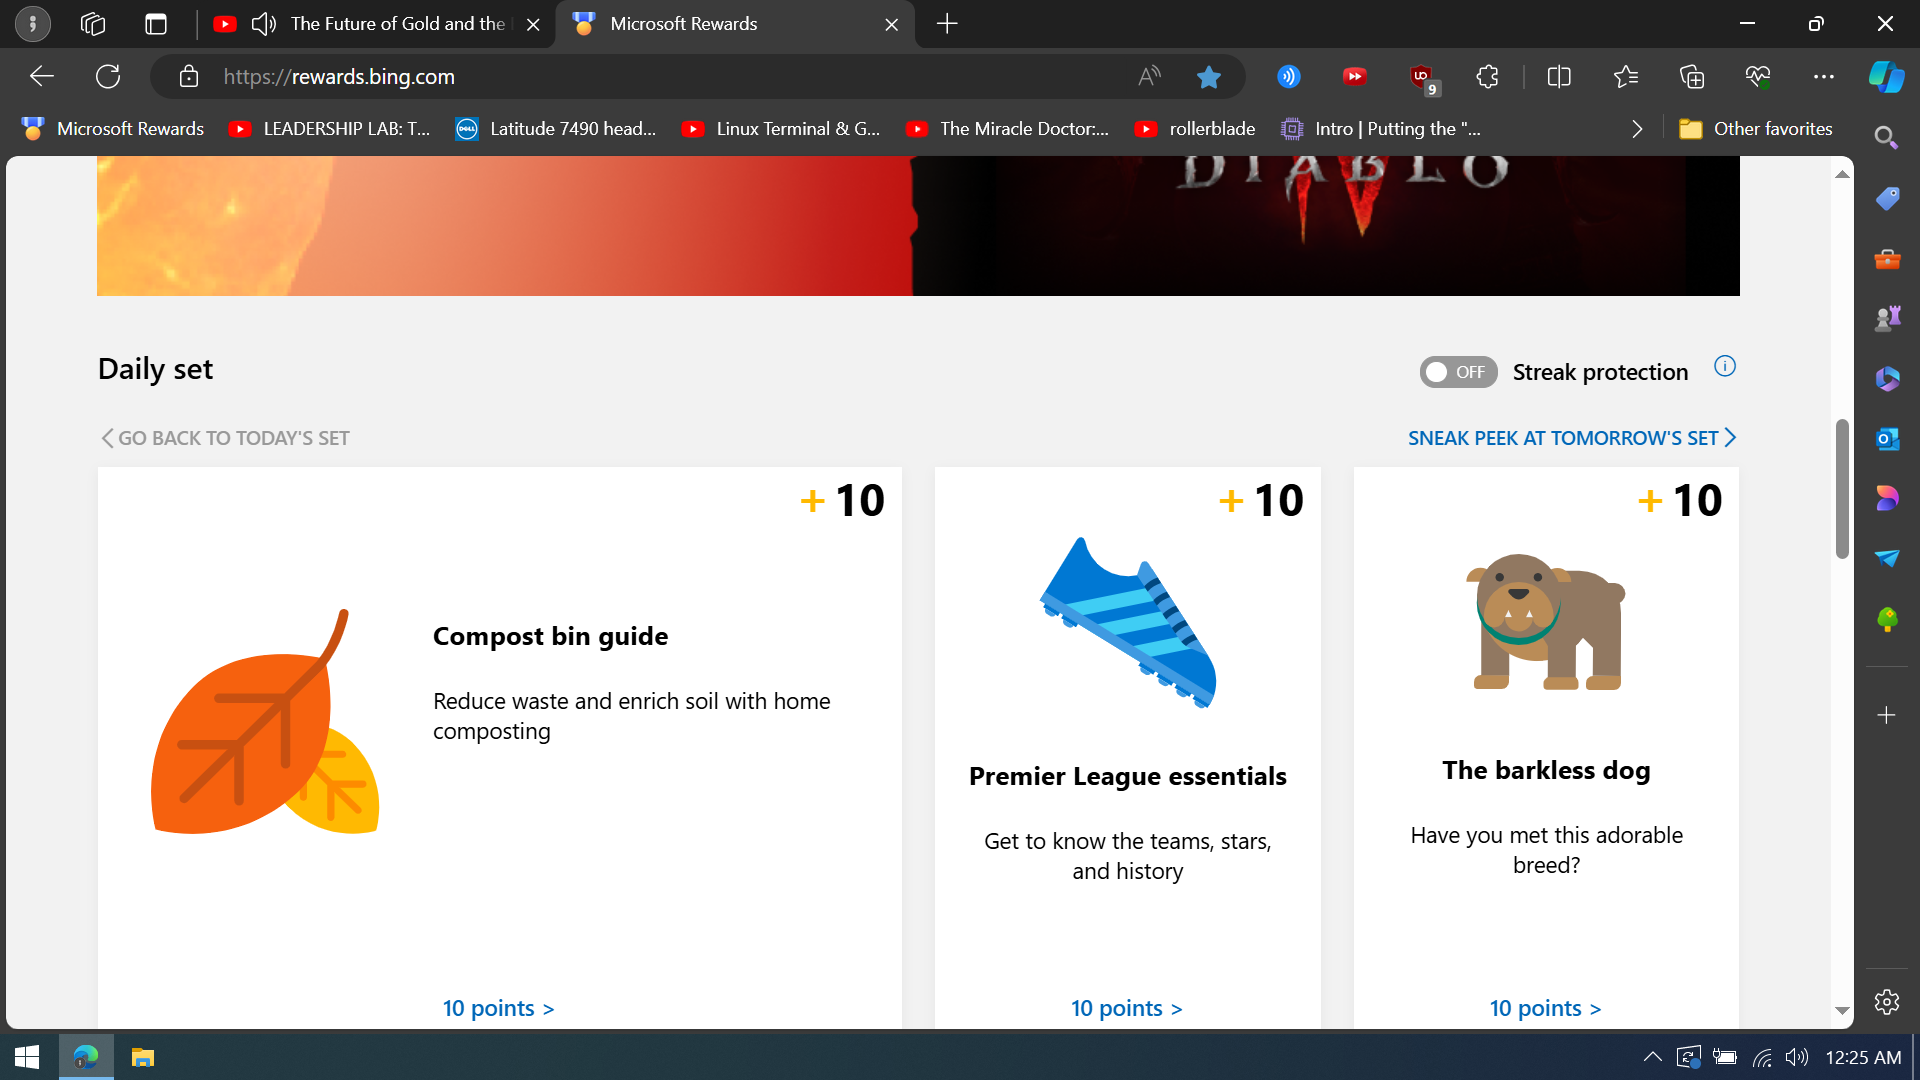 The Future of Gold and the
Microsoft Rewards
https://rewards.bing.com
9
Microsoft Rewards
LEADERSHIP LAB: T...
DELL
Latitude 7490 head...
Linux Terminal & G...
The Miracle Doctor:...
rollerblade
Intro | Putting the "...
Other favorites
DIABLO
IV
Daily set
OFF
Streak protection
GO BACK TO TODAY'S SET
SNEAK PEEK AT TOMORROW'S SET
+ 10
Compost bin guide
Reduce waste and enrich soil with home
composting
10 points >
+ 10
Premier League essentials
Get to know the teams, stars,
and history
10 points >
+ 10
The barkless dog
Have you met this adorable
breed?
10 points >
12:25 AM